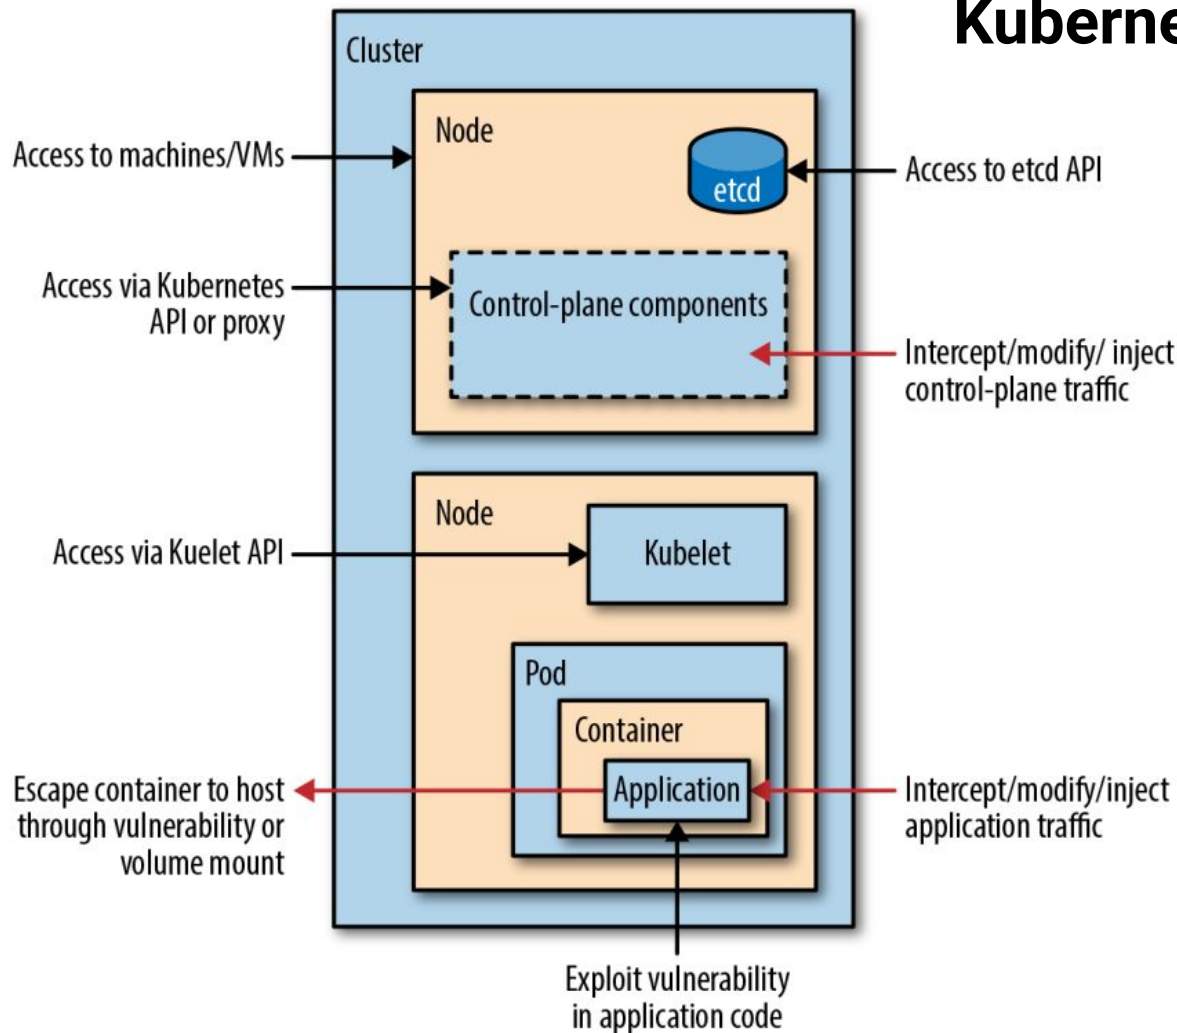 Kuberne
Cluster
Node
Access to machines/VMs
etcd
Access to etcd API
Access via Kubernetes
API or proxy
Control-plane components
Intercept/modify/ inject
control-plane traffic
Node
Access via Kuelet API
Kubelet
Pod
Container
Application
Escape container to host
through vulnerability or
volume mount
Intercept/modify/inject
application traffic
Exploit vulnerability
in application code